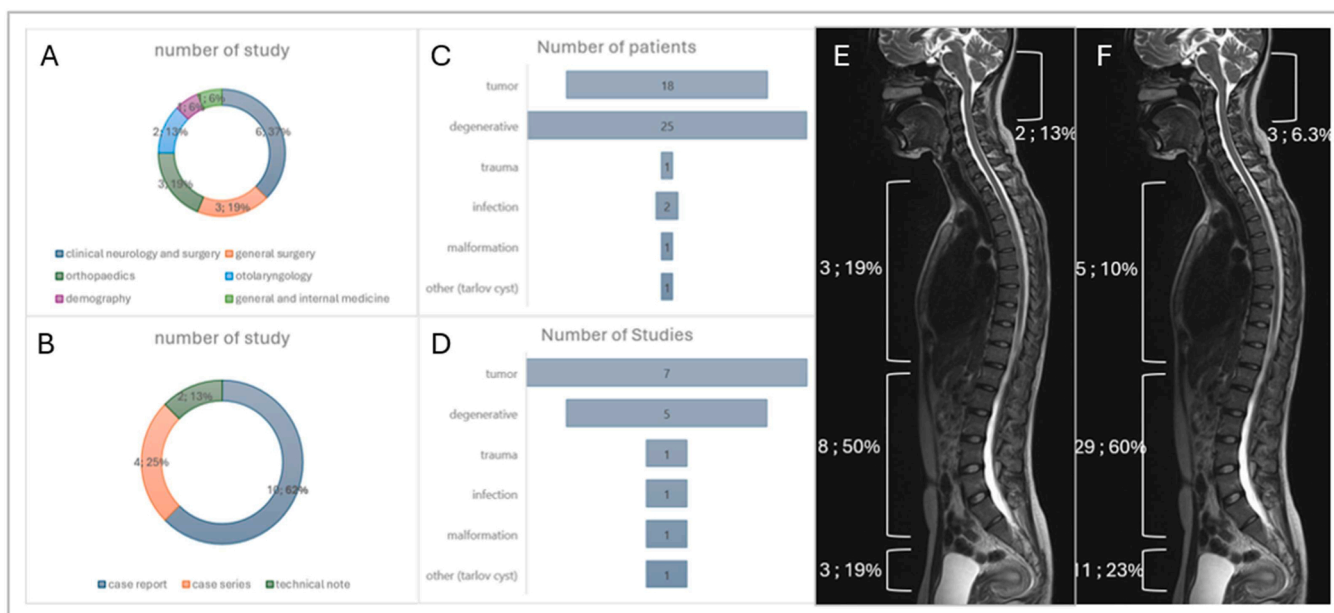 A
number of study
1; 6%
1; 6%
2; 13%
6; 37%
3; 19%
3; 19%
clinical neurology and surgery
general surgery
orthopaedics
otolaryngology
demography
general and internal medicine
B
number of study
2; 13%
4; 25%
10; 62%
case report
case series
technical note
C
Number of patients
tumor
18
degenerative
25
trauma
1
infection
2
malformation
1
other (tarlov cyst)
1
D
Number of Studies
tumor
7
degenerative
5
trauma
1
infection
1
malformation
1
other (tarlov cyst)
1
E
2 ; 13%
3 ; 19%
8 ; 50%
3 ; 19%
F
3 ; 6.3%
5 ; 10%
29 ; 60%
11 ; 23%